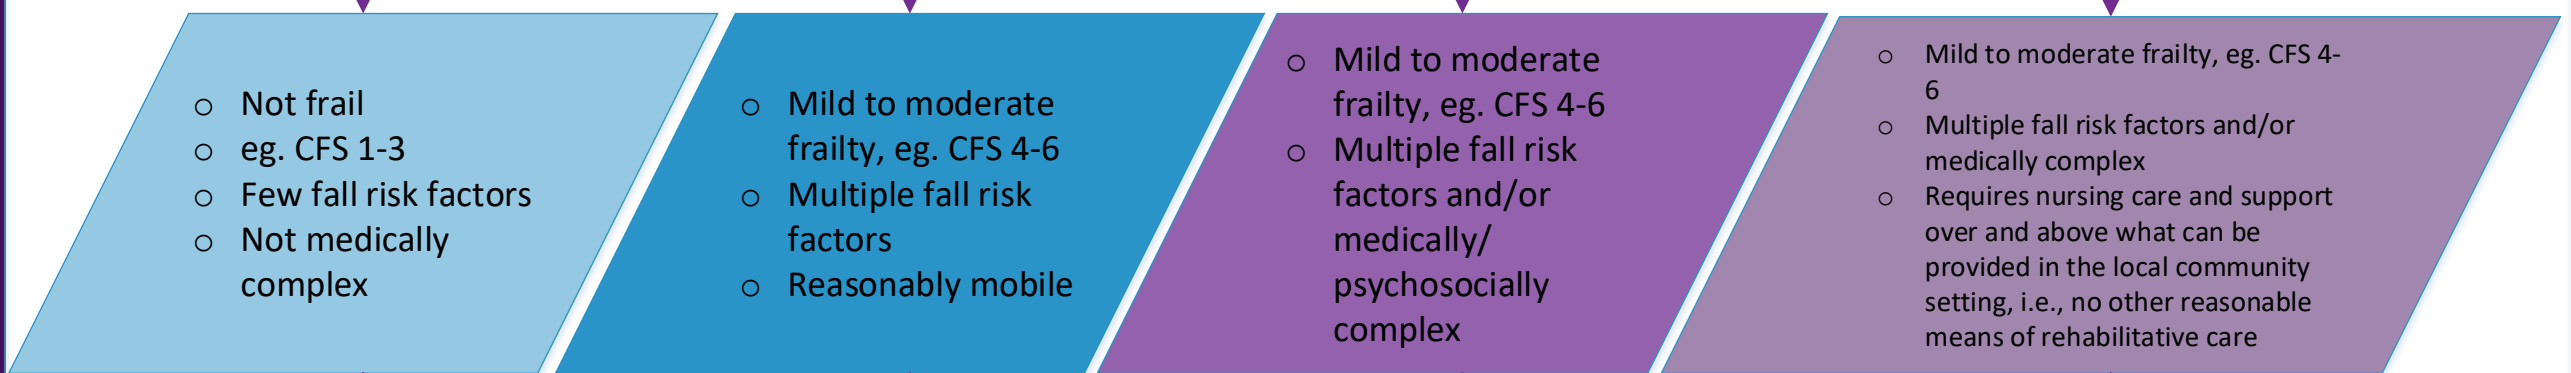 ○ Not frail
○ eg. CFS 1-3
○ Few fall risk factors
○ Not medically
complex
○ Mild to moderate
frailty, eg. CFS 4-6
○ Multiple fall risk
factors
○ Reasonably mobile
○ Mild to moderate
frailty, eg. CFS 4-6
○ Multiple fall risk
factors and/or
medically/
psychosocially
complex
○ Mild to moderate frailty, eg. CFS 4-
6
○ Multiple fall risk factors and/or
medically complex
○ Requires nursing care and support
over and above what can be
provided in the local community
setting, i.e., no other reasonable
means of rehabilitative care